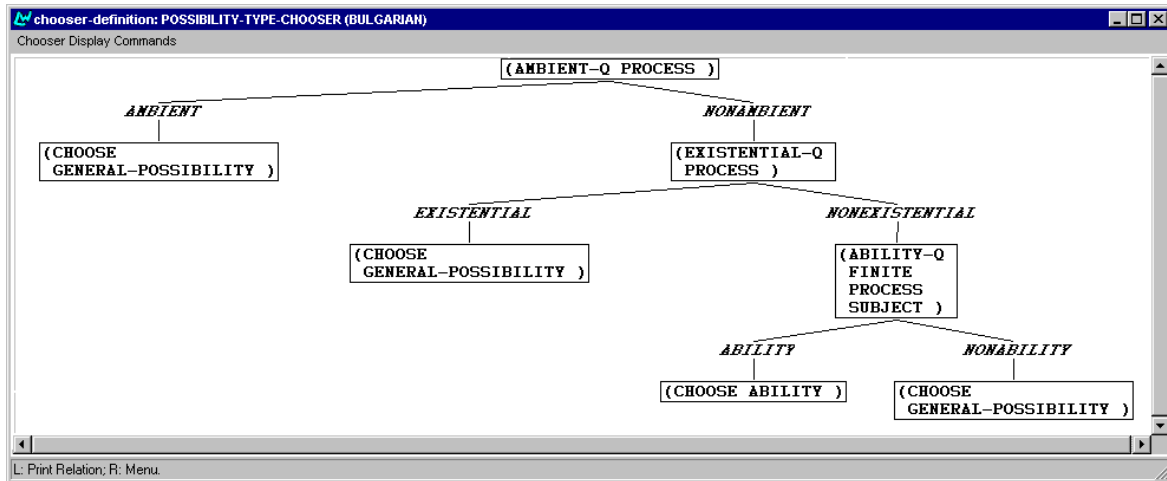 chooser-definition: POSSIBILITY-TYPE-CHOOSER (BULGARIAN)
Chooser Display Commands
(AMBIENT-Q PROCESS )
AMBIENT
NONAMBIENT
(CHOOSE
GENERAL-POSSIBILITY )
(EXISTENTIAL-Q
PROCESS )
EXISTENTIAL
NONEXISTENTIAL
(CHOOSE
GENERAL-POSSIBILITY )
(ABILITY-Q
FINITE
PROCESS
SUBJECT )
ABILITY
NONABILITY
(CHOOSE ABILITY )
(CHOOSE
GENERAL-POSSIBILITY )
L: Print Relation; R: Menu.